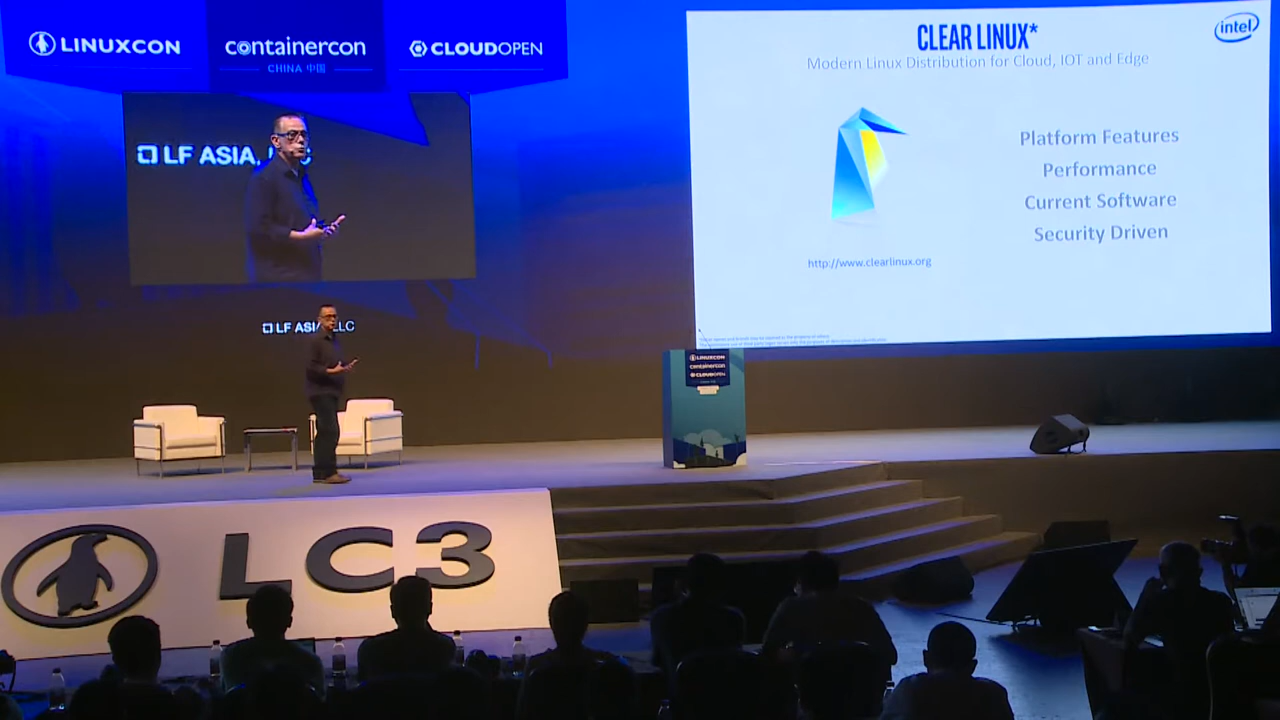 LINUXCON
containercon
CHINA 中国
CLOUDOPEN
LF ASIA,
LF ASIA LLC
CLEAR LINUX*
Modern Linux Distribution for Cloud, IOT and Edge
intel
Platform Features
Performance
Current Software
Security Driven
http://www.clearlinux.org
LINUXCON
containercon
CLOUDOPEN
LC3